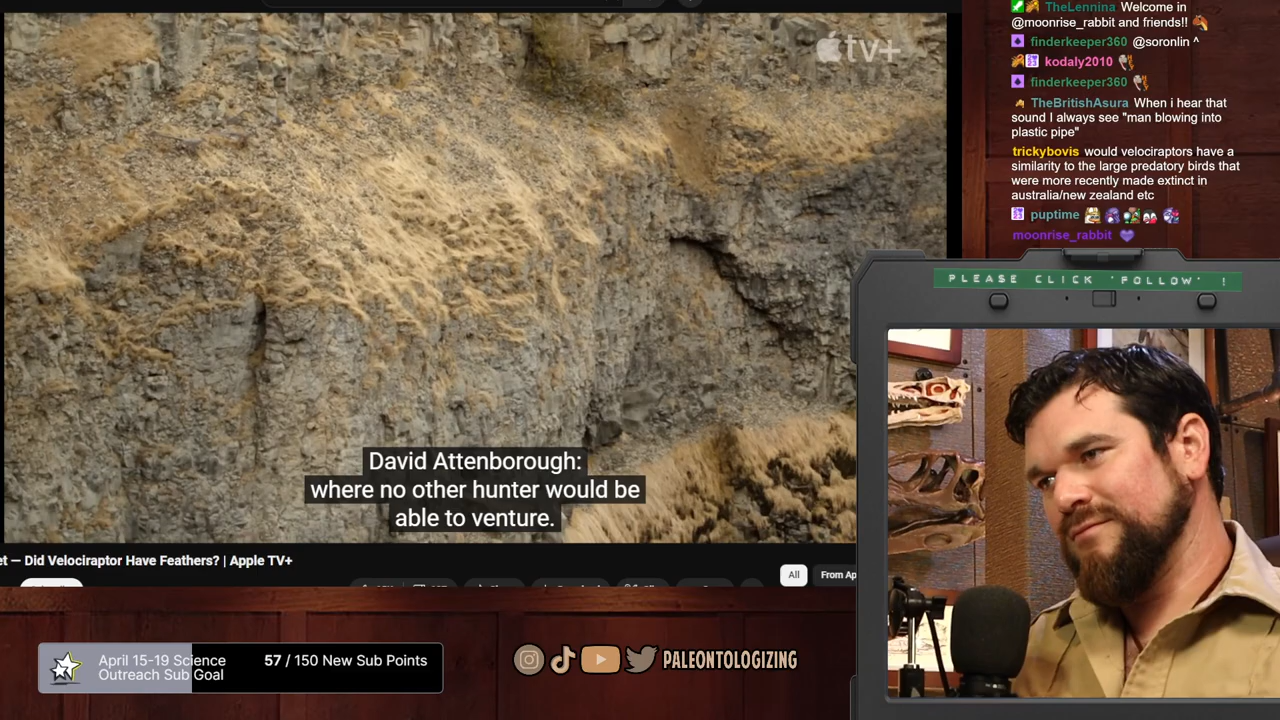 tv+
David Attenborough:
where no other hunter would be
able to venture.
et — Did Velociraptor Have Feathers? | Apple TV+
All
From Ap
TheLennina Welcome in
@moonrise_rabbit and friends!!
finderkeeper360 @soronlin ^
kodaly2010
finderkeeper360
TheBritishAsura When i hear that
sound I always see "man blowing into
plastic pipe"
trickybovis would velociraptors have a
similarity to the large predatory birds that
were more recently made extinct in
australia/new zealand etc
puptime
moonrise_rabbit
PLEASE CLICK "FOLLOW" !
April 15-19 Science
Outreach Sub Goal
57 / 150 New Sub Points
PALEONTOLOGIZING